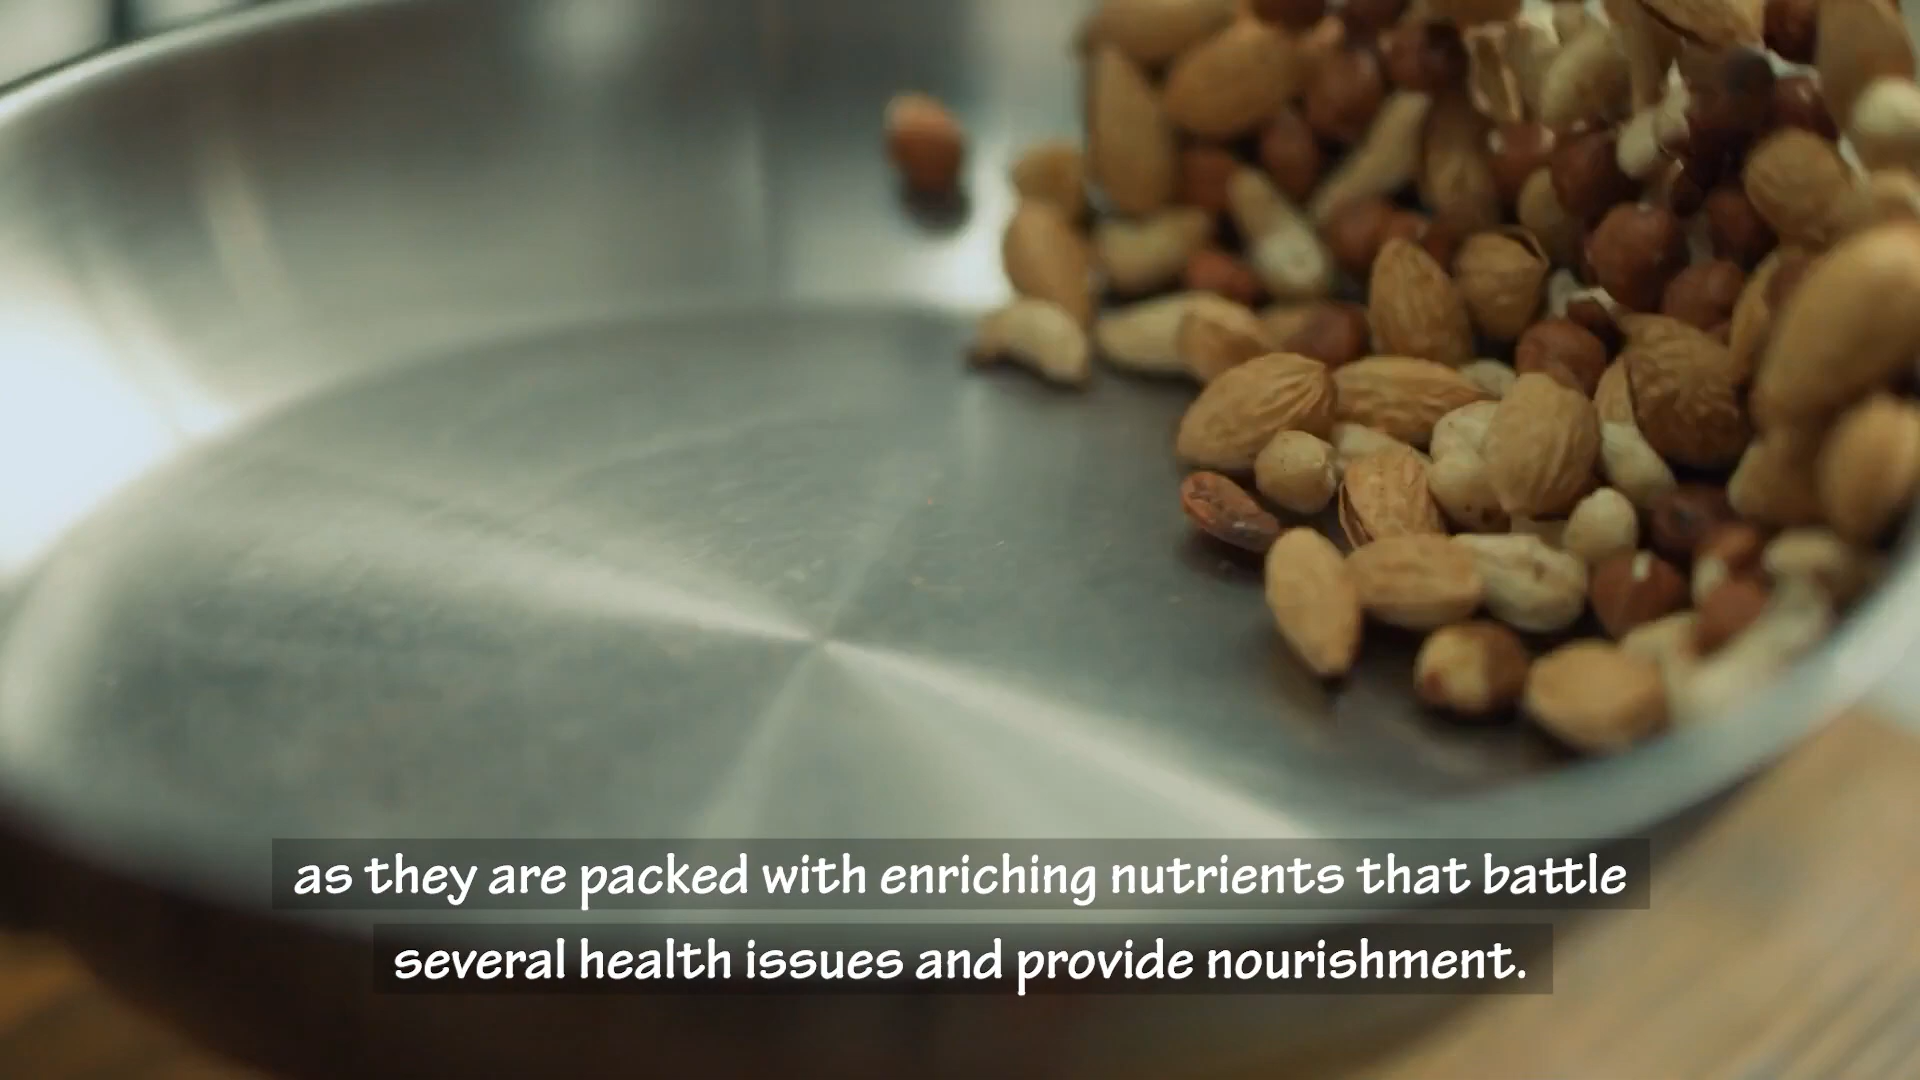 as they are packed with enriching nutrients that battle
several health issues and provide nourishment.